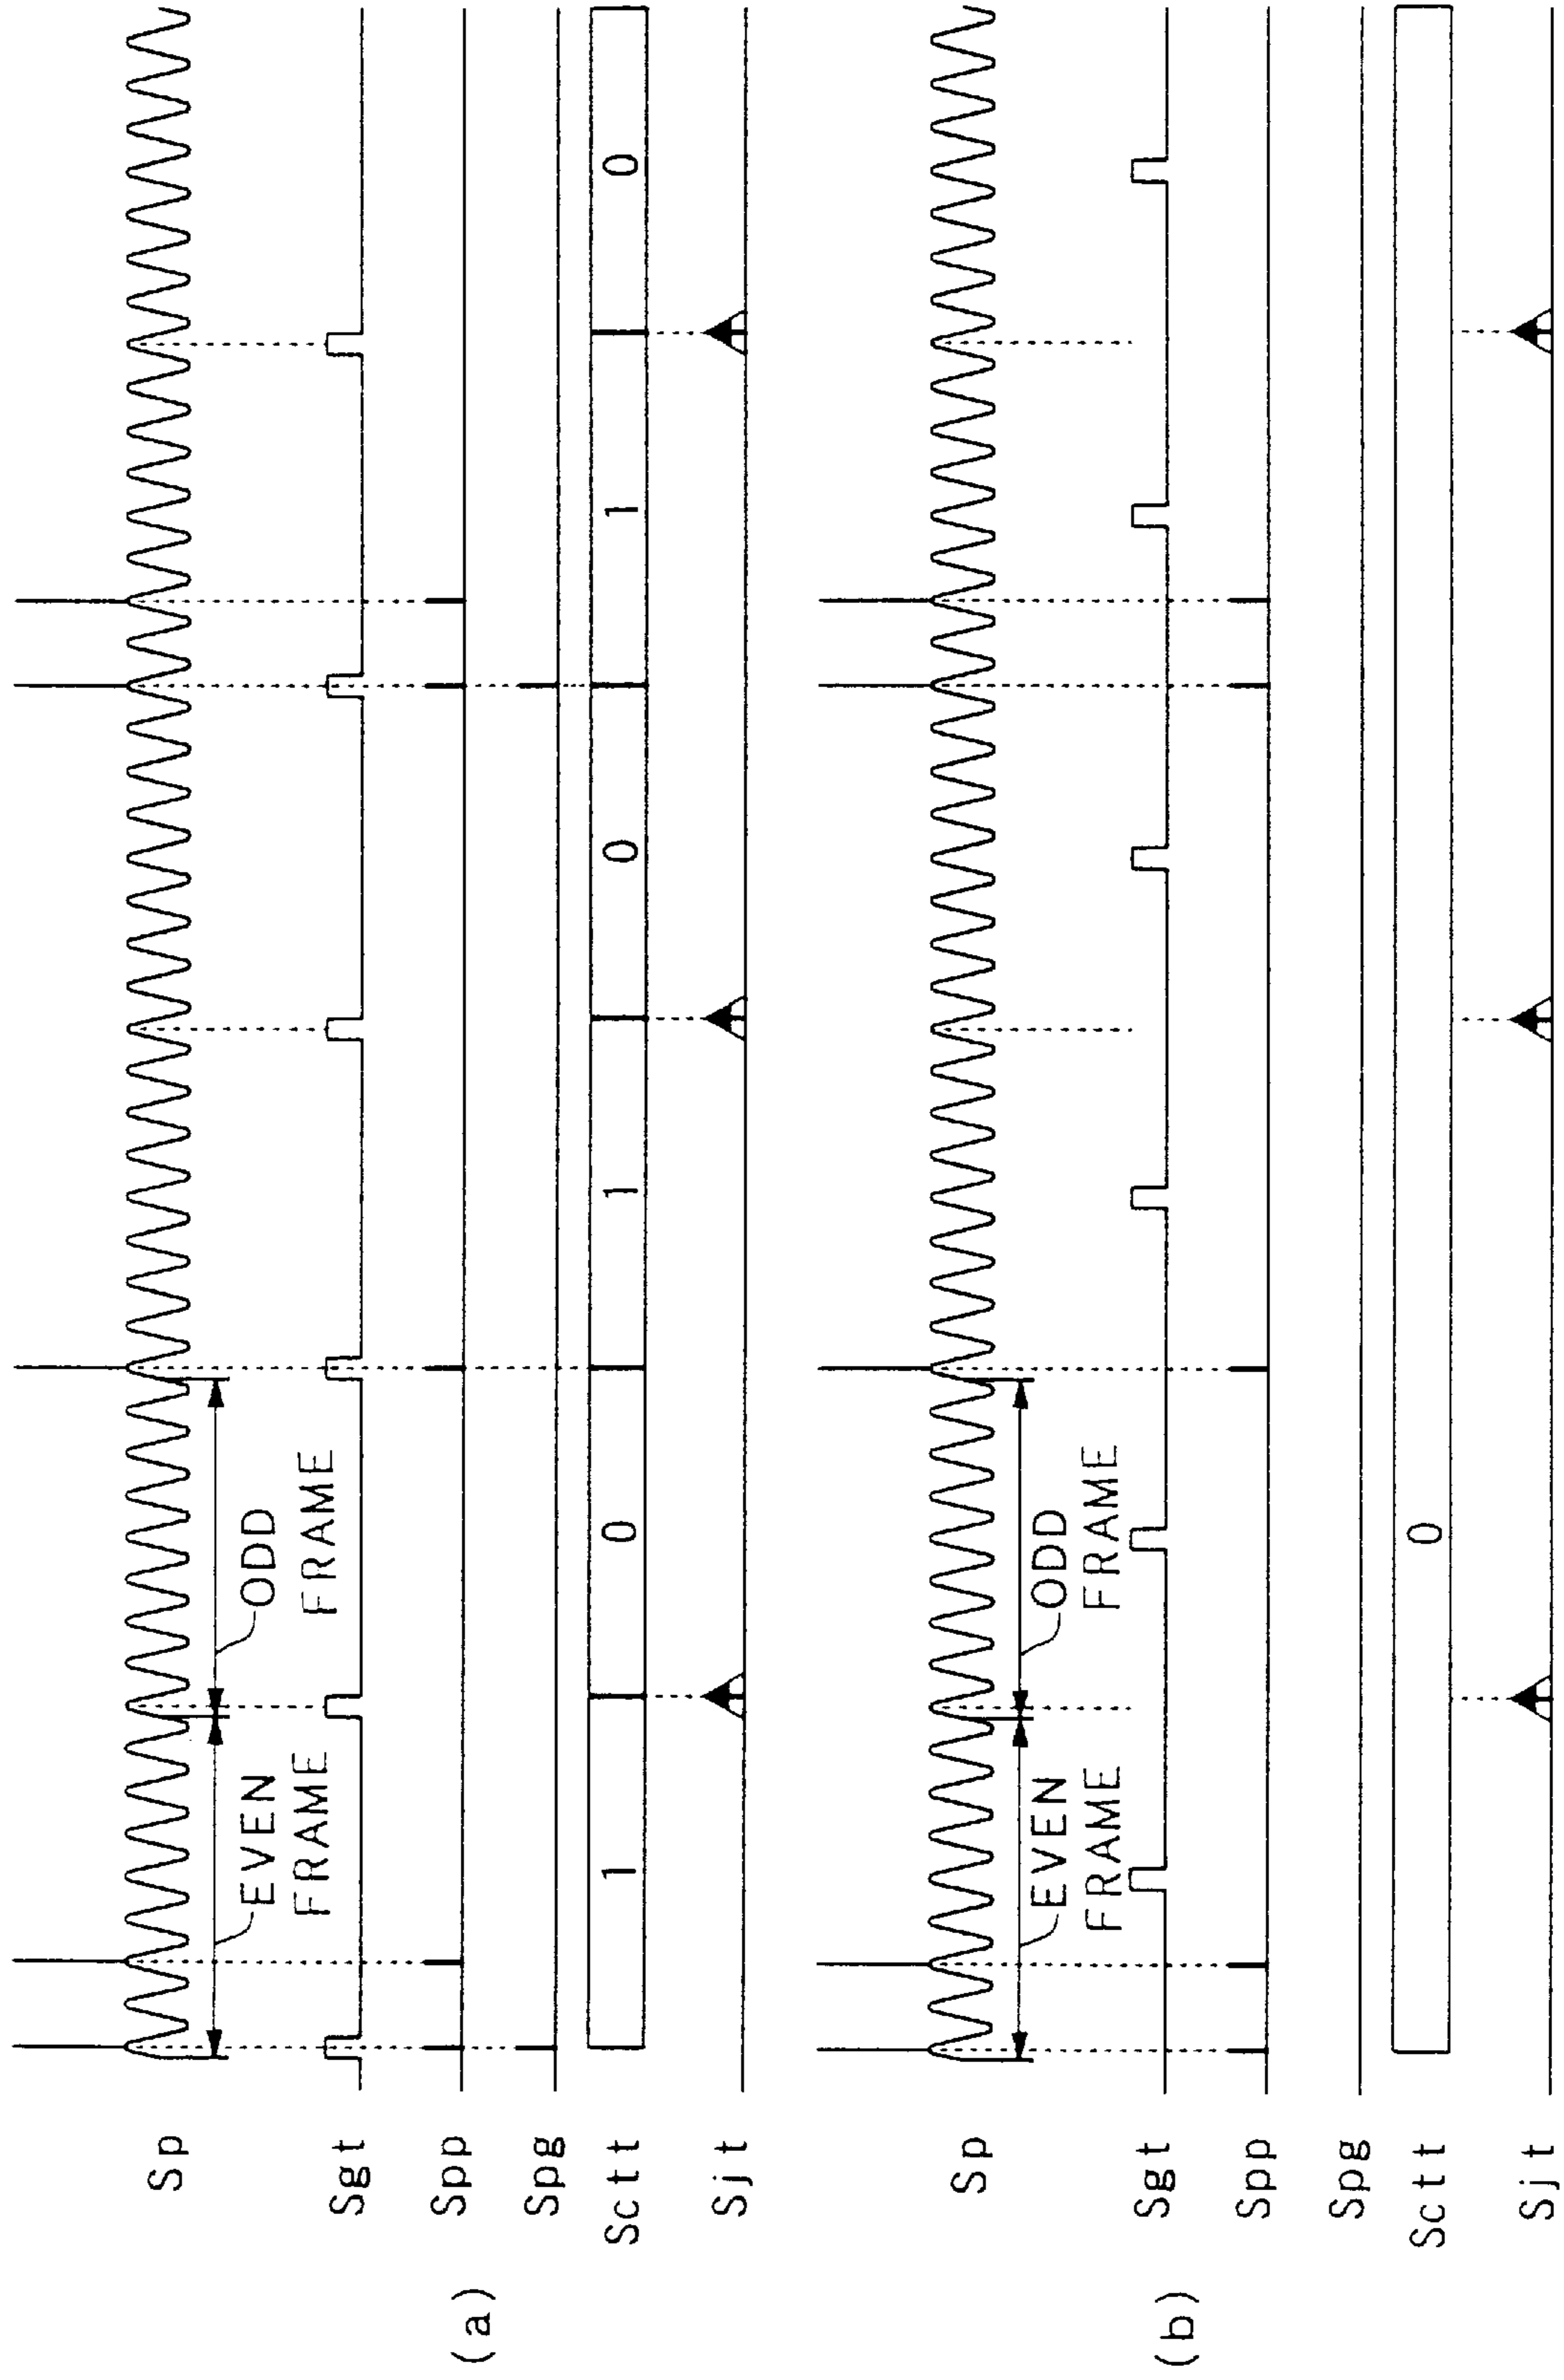 (a)
Sp
EVEN
FRAME
ODD
FRAME
Sgt
Spp
Spg
Sctt
1 0 1 0 1 0
Sjt
(b)
Sp
EVEN
FRAME
ODD
FRAME
Sgt
Spp
Spg
Sctt
0
Sjt